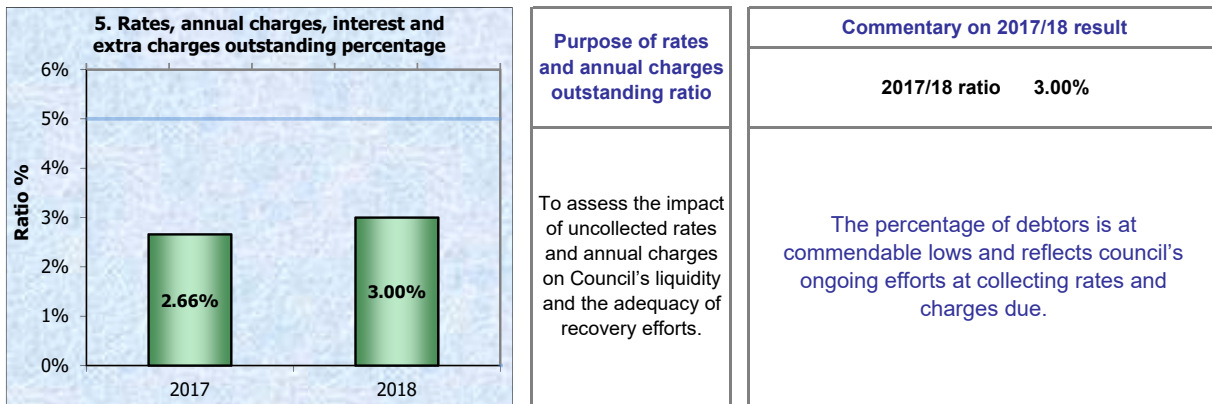 5. Rates, annual charges, interest and
extra charges outstanding percentage
6%
5%
4%
3%
2%
1%
0%
Ratio %
2.66%
3.00%
2017
2018
Purpose of rates
and annual charges
outstanding ratio
To assess the impact
of uncollected rates
and annual charges
on Council’s liquidity
and the adequacy of
recovery efforts.
Commentary on 2017/18 result
2017/18 ratio 3.00%
The percentage of debtors is at
commendable lows and reflects council’s
ongoing efforts at collecting rates and
charges due.